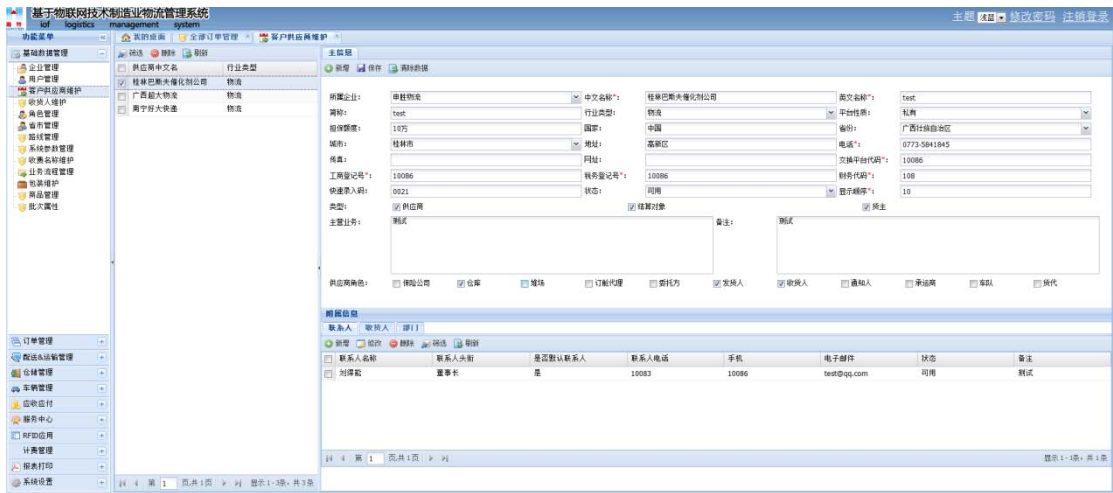 基于物联网技术制造业物流管理系统
iof logistics management system
主题 浅蓝 修改密码 注销登录
功能菜单
我的桌面 全部订单管理 客户供应商维护
基础数据管理
企业管理
用户管理
客户供应商维护
收货人维护
角色管理
省市管理
路线管理
系统参数管理
收费名称维护
业务流程管理
包装维护
商品管理
批次属性
订单管理
配送&运输管理
仓储管理
车辆管理
应收应付
服务中心
RFID应用
计费管理
报表打印
系统设置
筛选 删除 刷新
供应商中文名 行业类型
桂林巴斯夫催化剂公司 物流
广西超大物流 物流
南宁好大快递 物流
第 1 页,共1页 显示 1-3条,共3条
主信息
新增 保存 清除数据
所属企业: 申胜物流 中文名称*: 桂林巴斯夫催化剂公司 英文名称*: test
简称: test 行业类型: 物流 平台性质: 私有
担保额度: 10万 国家: 中国 省份: 广西壮族自治区
城市: 桂林市 地址: 高新区 电话*: 0773-5841845
传真: 网址: 交换平台代码*: 10086
工商登记号*: 10086 税务登记号*: 10086 财务代码*: 108
快速录入码: 0021 状态: 可用 显示顺序*: 10
类型: 供应商 结算对象 货主
主营业务: 测试 备注: 测试
供应商角色: 保险公司 仓库 堆场 订舱代理 委托方 发货人 收货人 通知人 承运商 车队 货代
附属信息
联系人 收货人 部门
新增 修改 删除 筛选 刷新
联系人名称 联系人头衔 是否默认联系人 联系人电话 手机 电子邮件 状态 备注
刘得能 董事长 是 10083 10086 test@qq.com 可用 测试
第 1 页,共1页 显示 1-1条,共1条